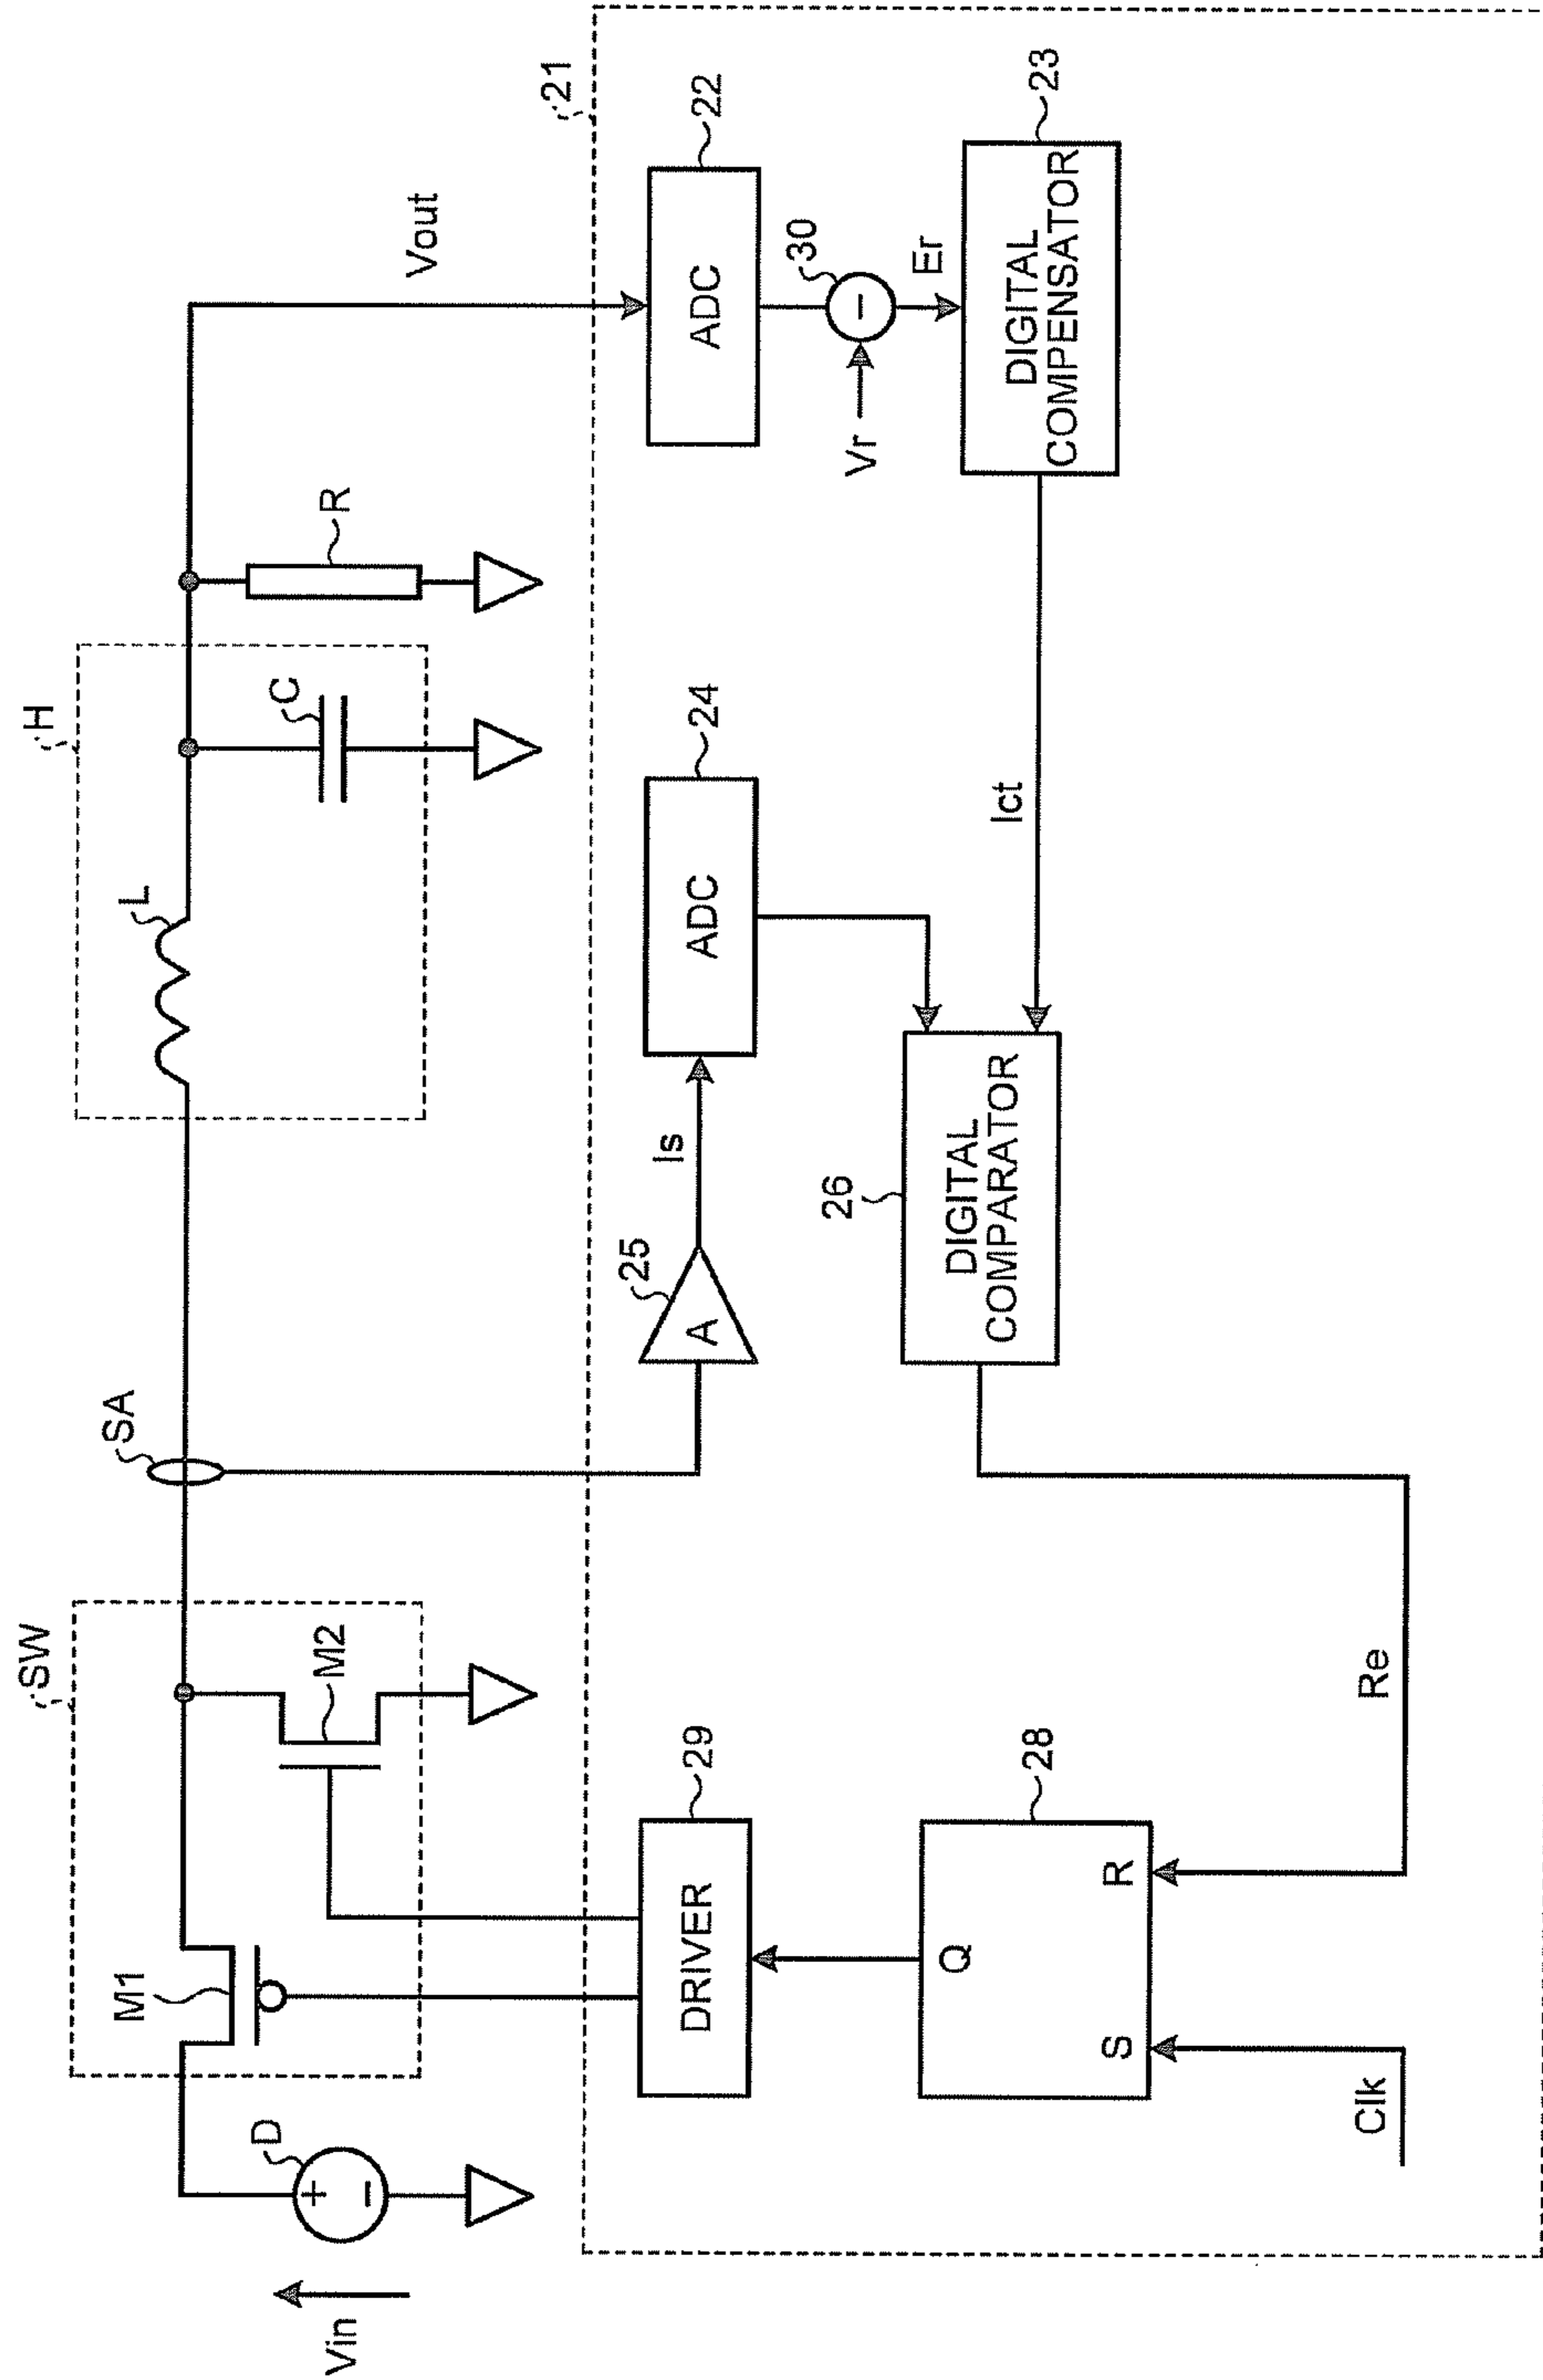 SW
SA
H
M1
L
C
D
+
−
M2
R
Vin
Vout
21
29
DRIVER
25
A
Is
24
ADC
22
ADC
30
−
Vr
Er
23
DIGITAL
COMPENSATOR
Ict
26
DIGITAL
COMPARATOR
28
Q
S
R
Re
Clk